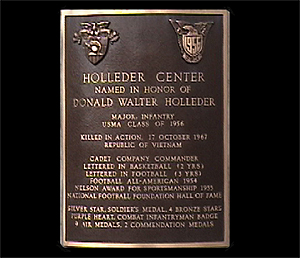 1956
HOLLEDER CENTER
NAMED IN HONOR OF
DONALD WALTER HOLLEDER
MAJOR, INFANTRY
USMA CLASS OF 1956
KILLED IN ACTION, 17 OCTOBER 1967
REPUBLIC OF VIETNAM
CADET COMPANY COMMANDER
LETTERED IN BASKETBALL (2 YRS)
LETTERED IN FOOTBALL (3 YRS)
FOOTBALL ALL-AMERICAN 1954
NELSON AWARD FOR SPORTSMANSHIP 1955
NATIONAL FOOTBALL FOUNDATION HALL OF FAME
SILVER STAR, SOLDIER'S MEDAL, 4 BRONZE STARS
PURPLE HEART, COMBAT INFANTRYMAN BADGE
9 AIR MEDALS, 2 COMMENDATION MEDALS